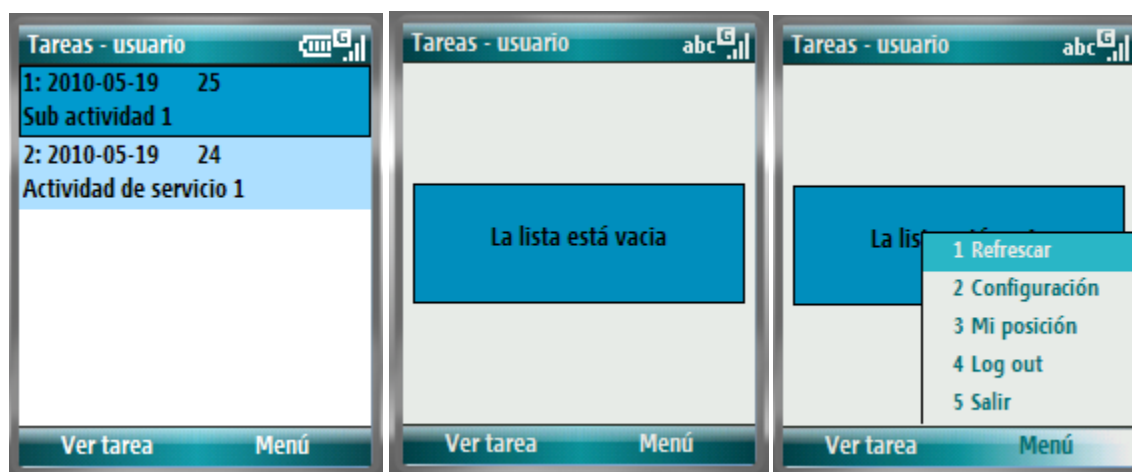 Tareas - usuario
G
1: 2010-05-19 25
Sub actividad 1
2: 2010-05-19 24
Actividad de servicio 1
Ver tarea Menú
Tareas - usuario abc G
La lista está vacia
Ver tarea Menú
Tareas - usuario abc G
La lis
1 Refrescar
2 Configuración
3 Mi posición
4 Log out
5 Salir
Ver tarea Menú